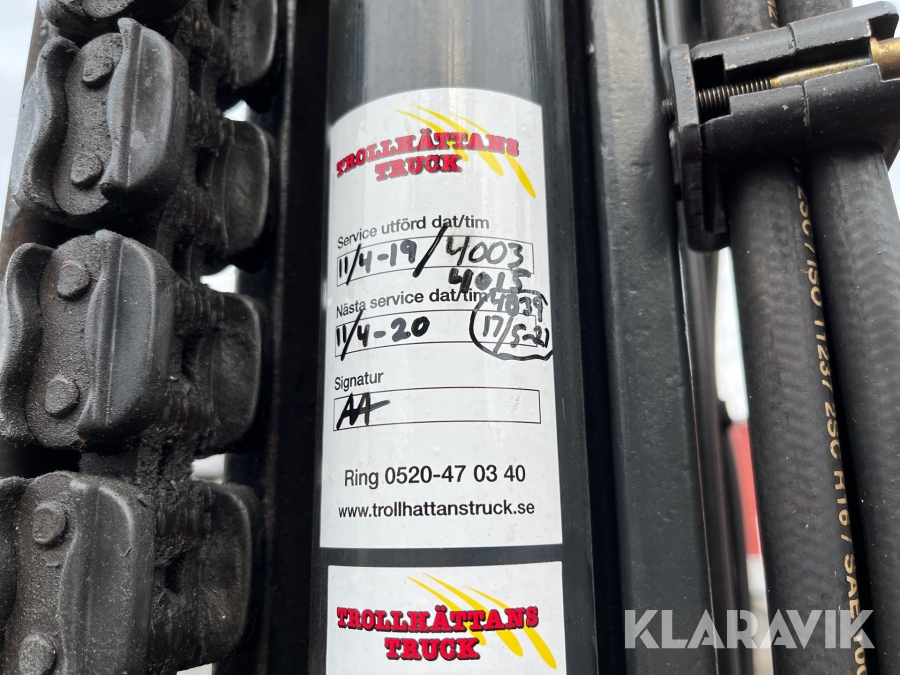 TROLLHÄTTANS
TRUCK
Service utförd dat/tim
11/4-19 / 4003
4015
Nästa service dat/tim 4039
11/4-20 17/5-21
Signatur
AA
Ring 0520-47 03 40
www.trollhattanstruck.se
TROLLHÄTTANS
TRUCK
KLARAVIK